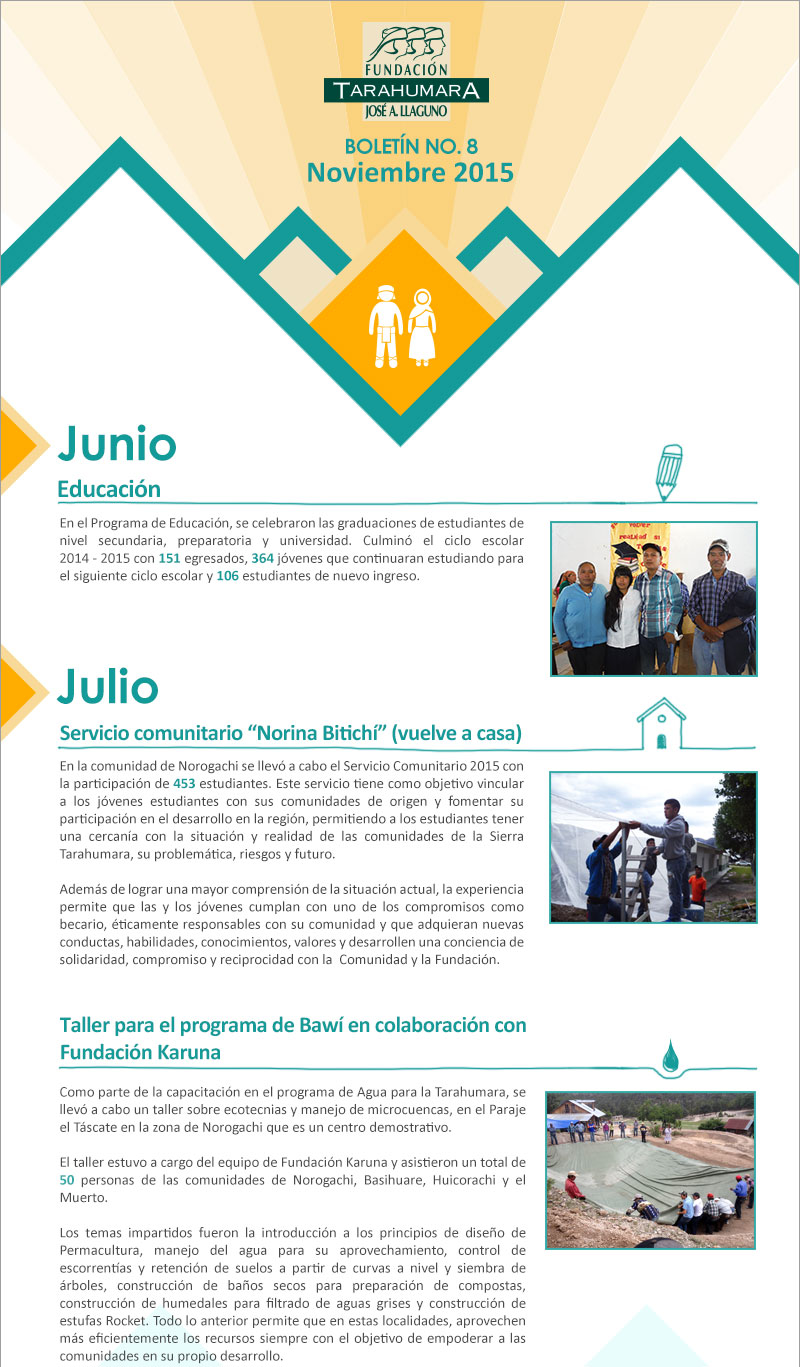 FUNDACIÓN
TARAHUMARA
JOSÉ A. LLAGUNO
BOLETÍN NO. 8
Noviembre 2015
Junio
Educación
En el Programa de Educación, se celebraron las graduaciones de estudiantes de
nivel secundaria, preparatoria y universidad. Culminó el ciclo escolar
2014 - 2015 con 151 egresados, 364 jóvenes que continuaran estudiando para
el siguiente ciclo escolar y 106 estudiantes de nuevo ingreso.
Julio
Servicio comunitario “Norina Bitichí” (vuelve a casa)
En la comunidad de Norogachi se llevó a cabo el Servicio Comunitario 2015 con
la participación de 453 estudiantes. Este servicio tiene como objetivo vincular
a los jóvenes estudiantes con sus comunidades de origen y fomentar su
participación en el desarrollo en la región, permitiendo a los estudiantes tener
una cercanía con la situación y realidad de las comunidades de la Sierra
Tarahumara, su problemática, riesgos y futuro.
Además de lograr una mayor comprensión de la situación actual, la experiencia
permite que las y los jóvenes cumplan con uno de los compromisos como
becario, éticamente responsables con su comunidad y que adquieran nuevas
conductas, habilidades, conocimientos, valores y desarrollen una conciencia de
solidaridad, compromiso y reciprocidad con la Comunidad y la Fundación.
Taller para el programa de Bawí en colaboración con
Fundación Karuna
Como parte de la capacitación en el programa de Agua para la Tarahumara, se
llevó a cabo un taller sobre ecotecnias y manejo de microcuencas, en el Paraje
el Táscate en la zona de Norogachi que es un centro demostrativo.
El taller estuvo a cargo del equipo de Fundación Karuna y asistieron un total de
50 personas de las comunidades de Norogachi, Basihuare, Huicorachi y el
Muerto.
Los temas impartidos fueron la introducción a los principios de diseño de
Permacultura, manejo del agua para su aprovechamiento, control de
escorrentías y retención de suelos a partir de curvas a nivel y siembra de
árboles, construcción de baños secos para preparación de compostas,
construcción de humedales para filtrado de aguas grises y construcción de
estufas Rocket. Todo lo anterior permite que en estas localidades, aprovechen
más eficientemente los recursos siempre con el objetivo de empoderar a las
comunidades en su propio desarrollo.